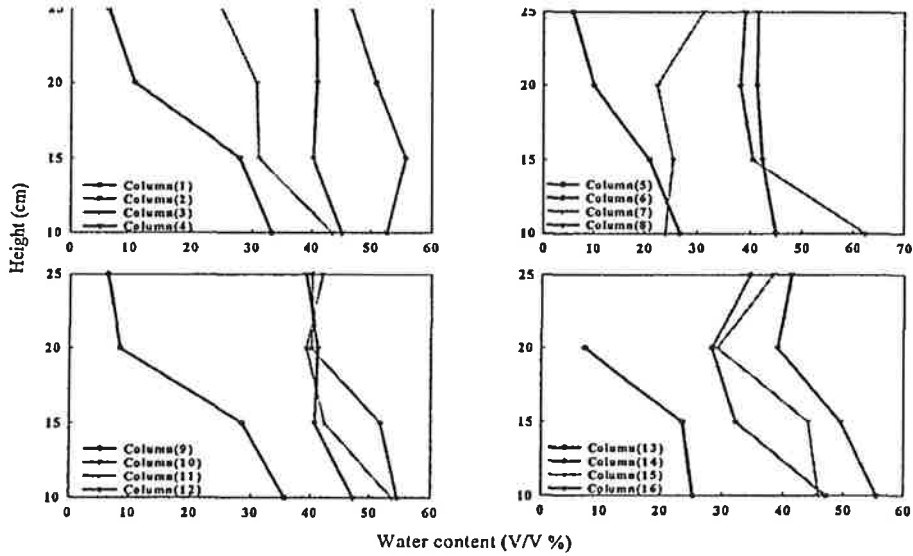 25
20
15
10
Column(1)
Column(2)
Column(3)
Column(4)
0 10 20 30 40 50 60
25
20
15
10
Column(5)
Column(6)
Column(7)
Column(8)
0 10 20 30 40 50 60 70
Height (cm)
25
20
15
10
Column(9)
Column(10)
Column(11)
Column(12)
0 10 20 30 40 50 60
25
20
15
10
Column(13)
Column(14)
Column(15)
Column(16)
0 10 20 30 40 50 60 70
Water content (V/V %)